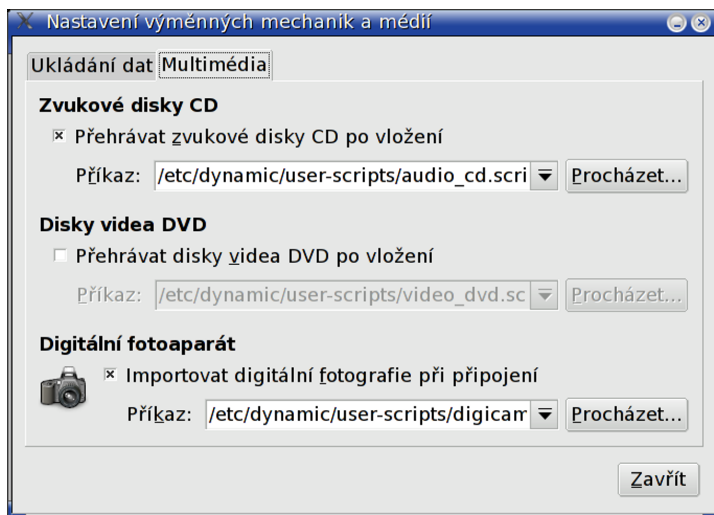 Nastavení výměnných mechanik a médií
Ukládání dat Multimédia
Zvukové disky CD
Přehrávat zvukové disky CD po vložení
Příkaz: /etc/dynamic/user-scripts/audio_cd.scri Procházet...
Disky videa DVD
Přehrávat disky videa DVD po vložení
Příkaz: /etc/dynamic/user-scripts/video_dvd.sc Procházet...
Digitální fotoaparát
Importovat digitální fotografie při připojení
Příkaz: /etc/dynamic/user-scripts/digicam Procházet...
Zavřít